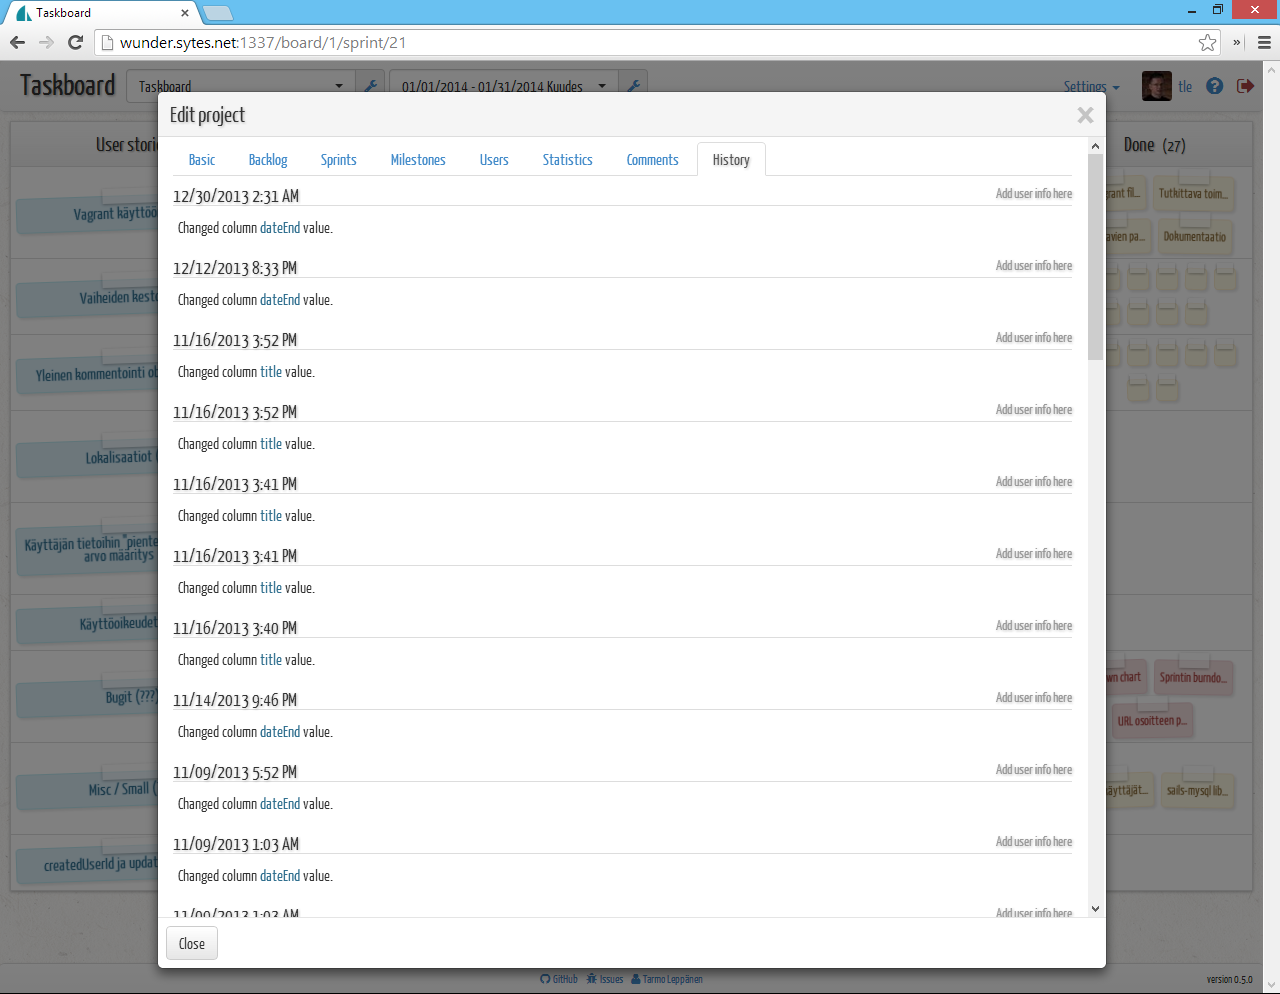 Taskboard
wunder.sytes.net:1337/board/1/sprint/21
Taskboard
Taskboard
01/01/2014 - 01/31/2014 Kuudes
Settings
tle
Edit project
Basic
Backlog
Sprints
Milestones
Users
Statistics
Comments
History
12/30/2013 2:31 AM
Add user info here
Changed column dateEnd value.
12/12/2013 8:33 PM
Add user info here
Changed column dateEnd value.
11/16/2013 3:52 PM
Add user info here
Changed column title value.
11/16/2013 3:52 PM
Add user info here
Changed column title value.
11/16/2013 3:41 PM
Add user info here
Changed column title value.
11/16/2013 3:41 PM
Add user info here
Changed column title value.
11/16/2013 3:40 PM
Add user info here
Changed column title value.
11/14/2013 9:46 PM
Add user info here
Changed column dateEnd value.
11/09/2013 5:52 PM
Add user info here
Changed column dateEnd value.
11/09/2013 1:03 AM
Add user info here
Changed column dateEnd value.
11/09/2013 1:03 AM
Add user info here
Close
User stori
Vagrant käyttöö
Vaiheiden kest
Yleinen kommentointi ob
Lokalisaatiot (
Käyttäjän tietoihin "piente
arvo määritys
Käyttöoikeudet
Bugit (???)
Misc / Small (
createdUserId ja updat
Done (27)
grant fil...
Tutkittava toim...
avien pa...
Dokumentaatio
wn chart
Sprintin burndo...
URL osoitteen p...
käyttäjät...
sails-mysql lib...
GitHub
Issues
Tarmo Leppänen
version 0.5.0